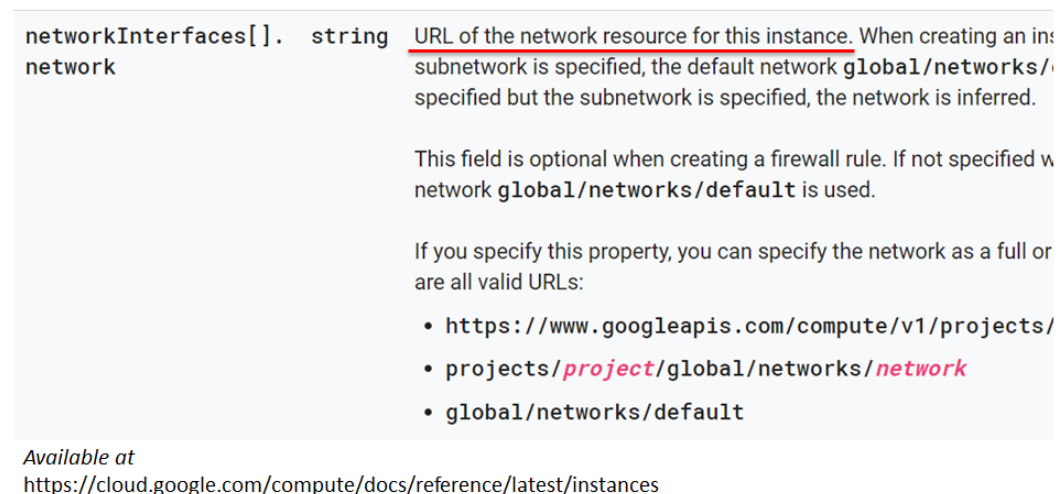 networkInterfaces[]. string URL of the network resource for this instance. When creating an ins
network subnetwork is specified, the default network global/networks/
specified but the subnetwork is specified, the network is inferred.
This field is optional when creating a firewall rule. If not specified w
network global/networks/default is used.
If you specify this property, you can specify the network as a full or
are all valid URLs:
• https://www.googleapis.com/compute/v1/projects/
• projects/project/global/networks/network
• global/networks/default
Available at
https://cloud.google.com/compute/docs/reference/latest/instances